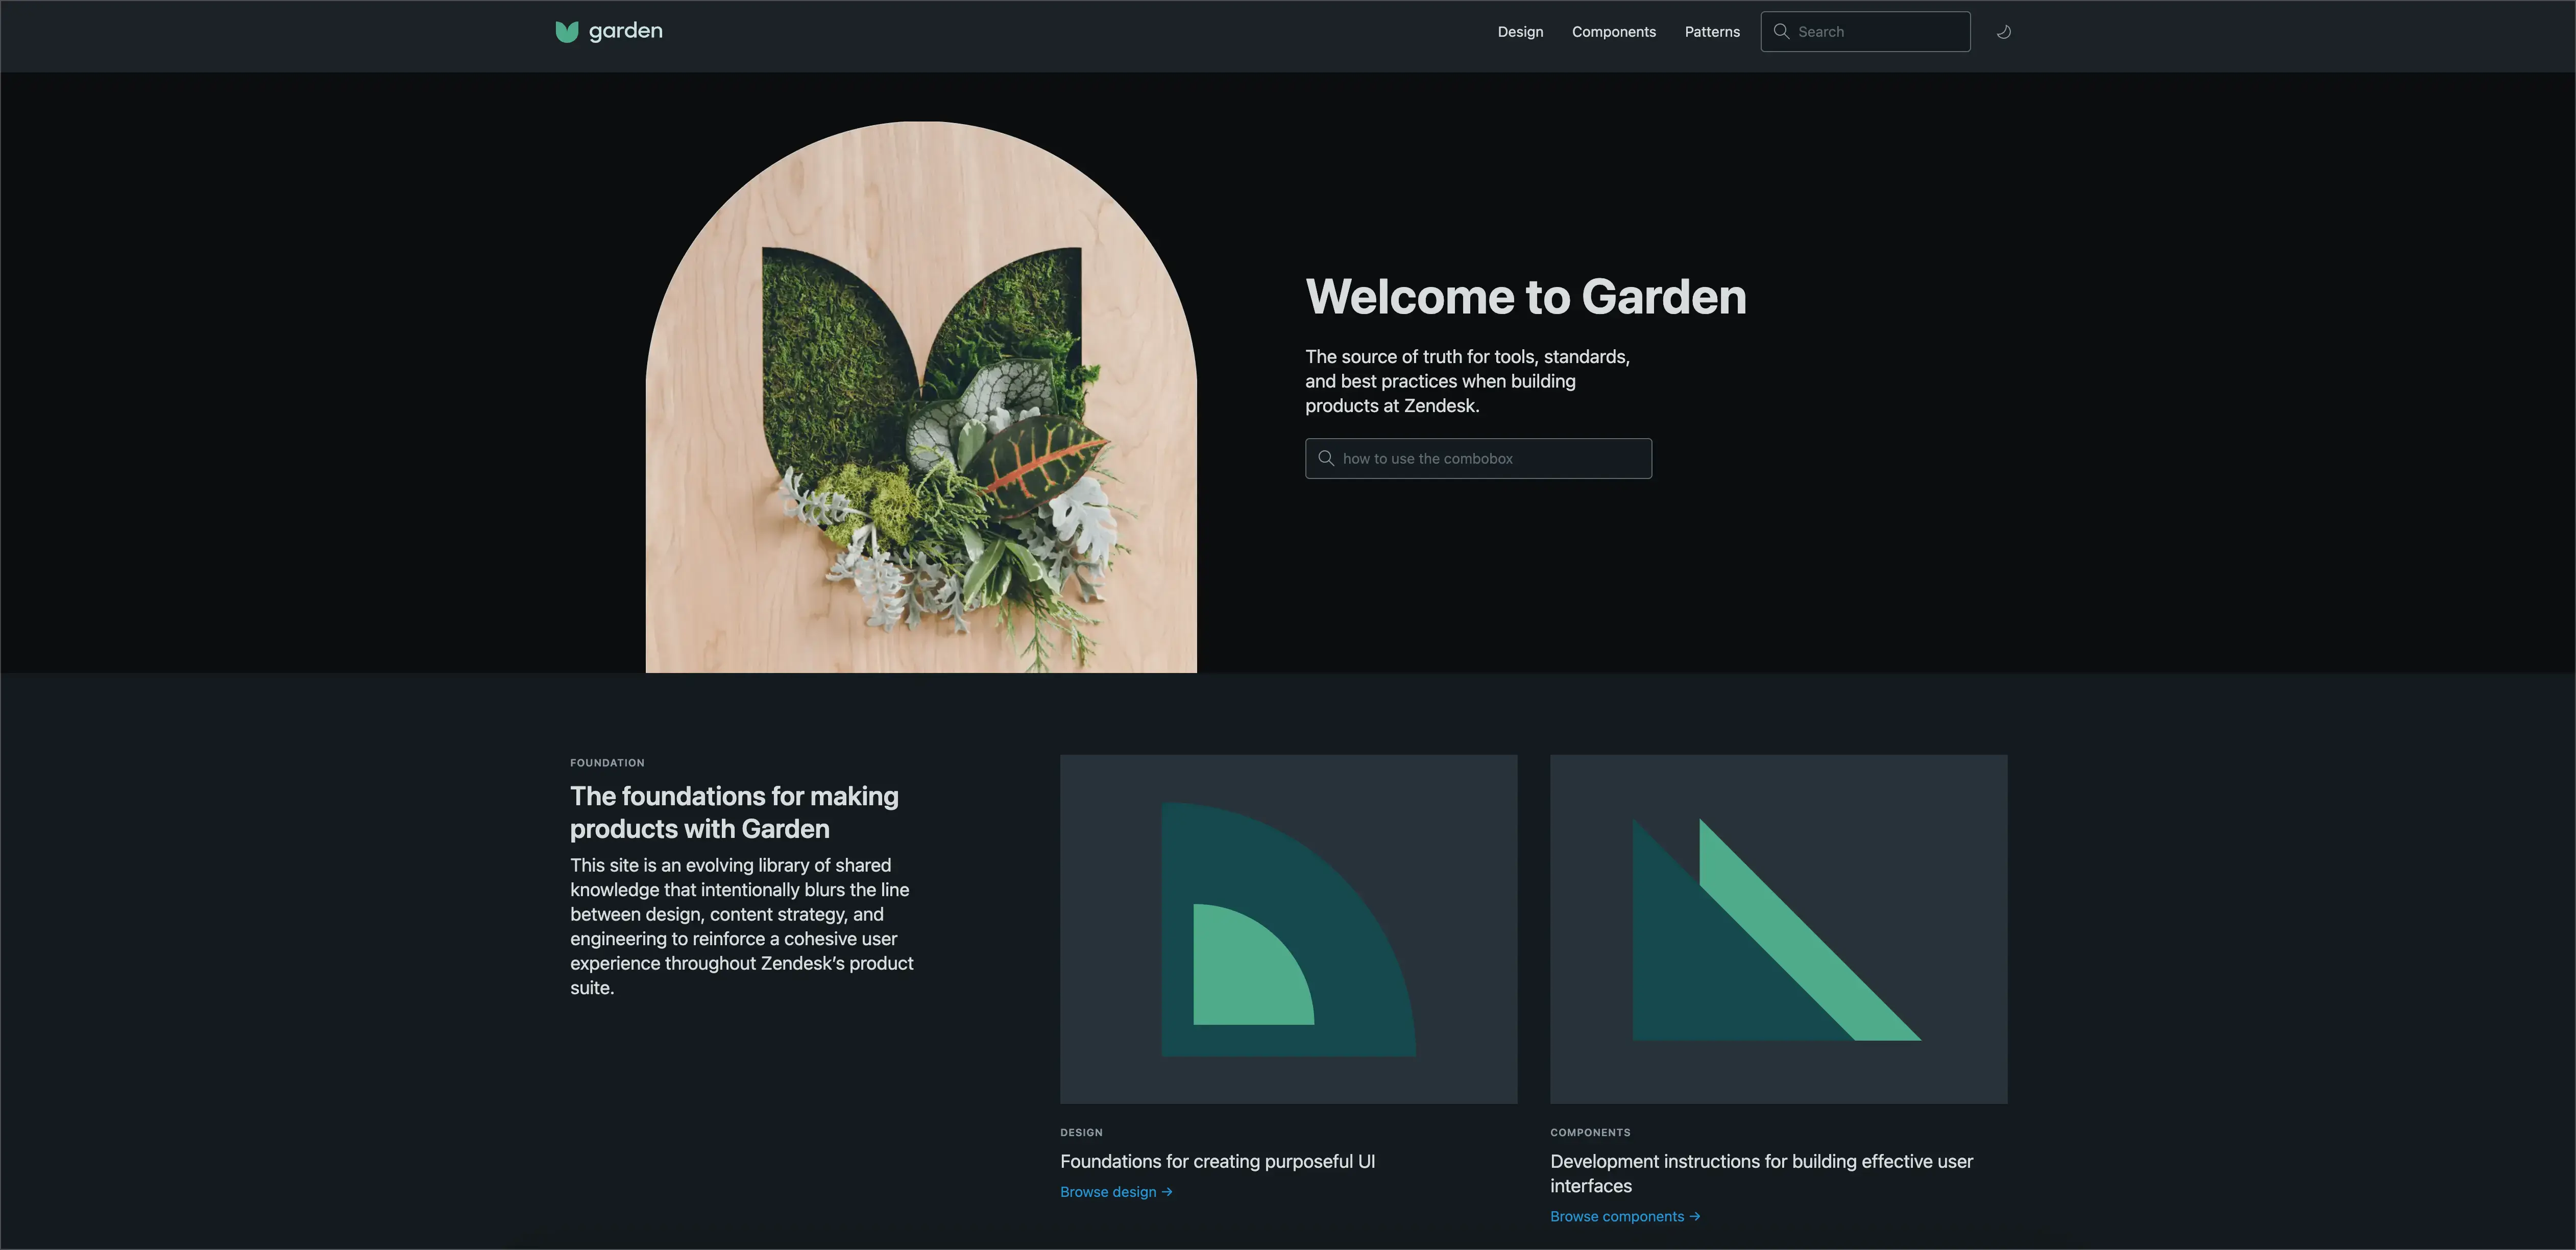 garden
Design
Components
Patterns
Search
Welcome to Garden
The source of truth for tools, standards,
and best practices when building
products at Zendesk.
how to use the combobox
FOUNDATION
The foundations for making
products with Garden
This site is an evolving library of shared
knowledge that intentionally blurs the line
between design, content strategy, and
engineering to reinforce a cohesive user
experience throughout Zendesk’s product
suite.
DESIGN
Foundations for creating purposeful UI
Browse design →
COMPONENTS
Development instructions for building effective user
interfaces
Browse components →